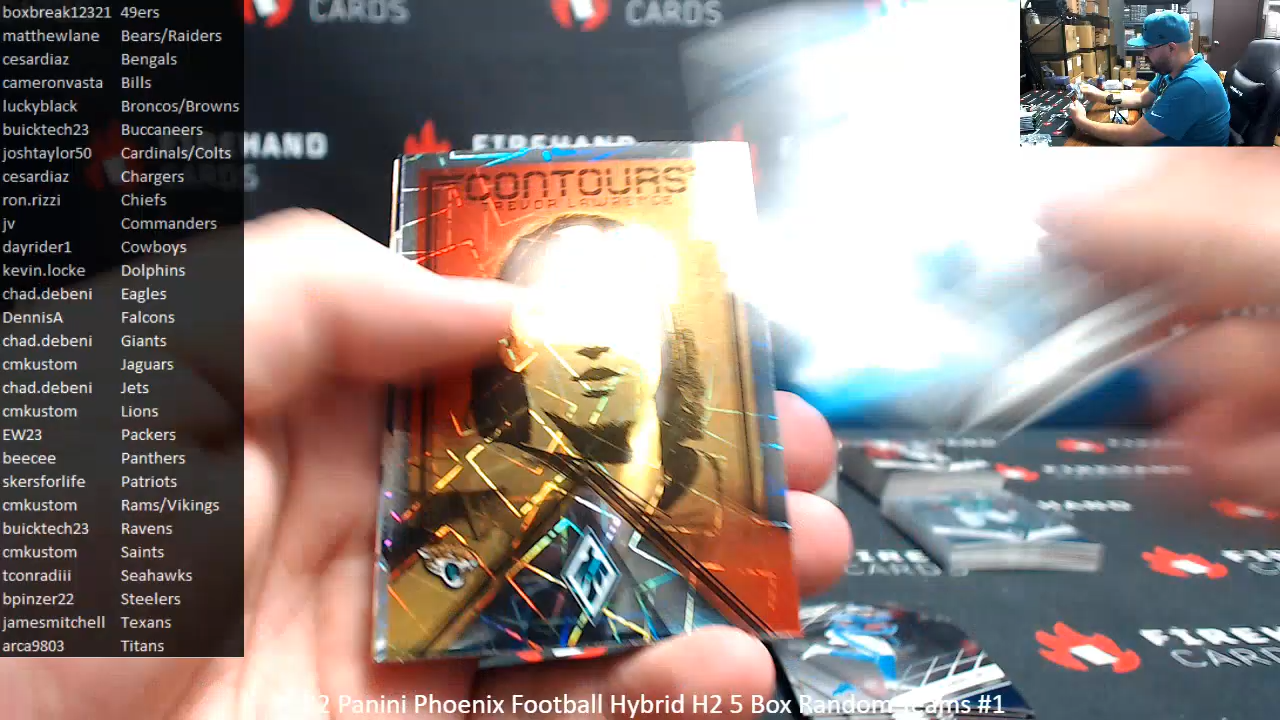 boxbreak12321 49ers
matthewlane Bears/Raiders
cesardiaz Bengals
cameronvasta Bills
luckyblack Broncos/Browns
buicktech23 Buccaneers
joshtaylor50 Cardinals/Colts
cesardiaz Chargers
ron.rizzi Chiefs
jv Commanders
dayrider1 Cowboys
kevin.locke Dolphins
chad.debeni Eagles
DennisA Falcons
chad.debeni Giants
cmkustom Jaguars
chad.debeni Jets
cmkustom Lions
EW23 Packers
beecee Panthers
skersforlife Patriots
cmkustom Rams/Vikings
buicktech23 Ravens
cmkustom Saints
tconradiii Seahawks
bpinzer22 Steelers
jamesmitchell Texans
arca9803 Titans
CARDS
CARDS
FIREHAND
CONTOURS
TREVOR LAWRENCE
Panini Phoenix Football Hybrid H2 5 Box Random Teams #1